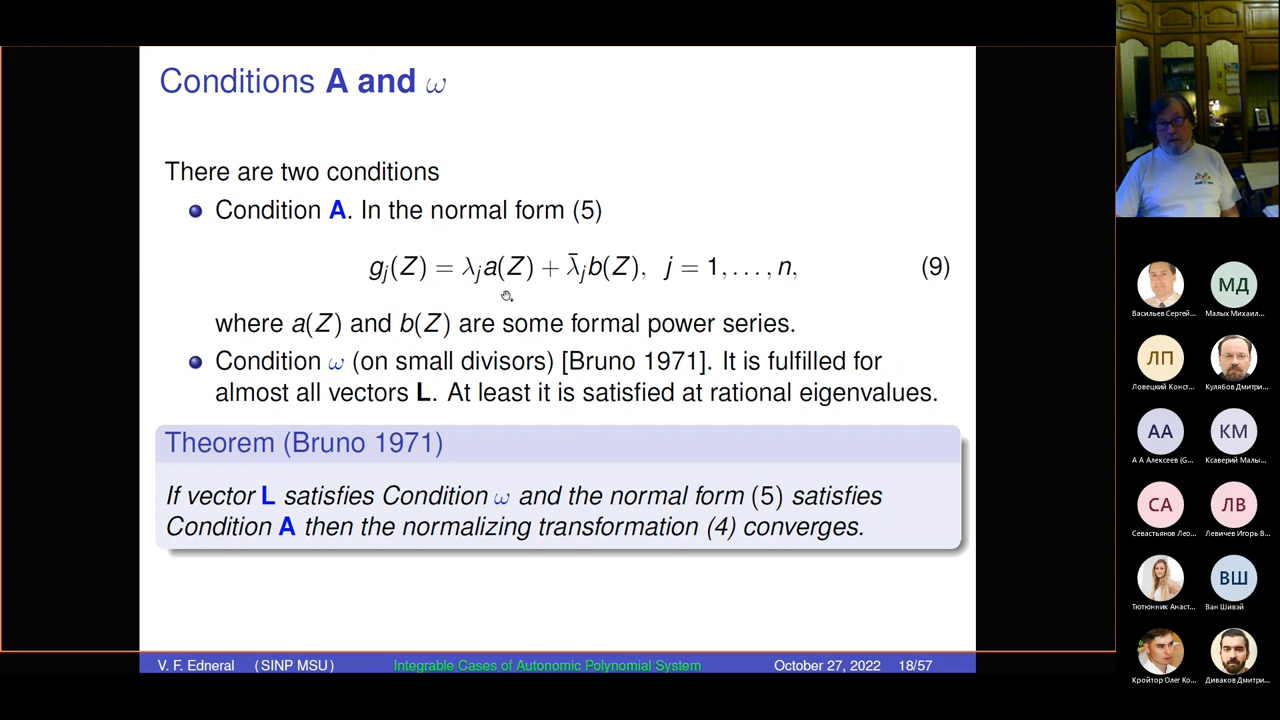 Conditions A and ω
There are two conditions
Condition A. In the normal form (5)
gⱼ(Z) = λⱼa(Z) + λ̄ⱼb(Z), j = 1, . . . , n, (9)
where a(Z) and b(Z) are some formal power series.
Condition ω (on small divisors) [Bruno 1971]. It is fulfilled for
almost all vectors L. At least it is satisfied at rational eigenvalues.
Theorem (Bruno 1971)
If vector L satisfies Condition ω and the normal form (5) satisfies
Condition A then the normalizing transformation (4) converges.
V. F. Edneral (SINP MSU) Integrable Cases of Autonomic Polynomial System October 27, 2022 18/57
МД
Васильев Сергей... Малых Михаил...
ЛП
Ловецкий Конст... Кулябов Дмитри...
АА КМ
А А Алексеев (G... Ксаверий Малы...
СА ЛВ
Севастьянов Лео... Левичев Игорь В...
ВШ
Тютюнник Анаст... Ван Шивэй
Кройтор Олег Ко... Диваков Дмитри...